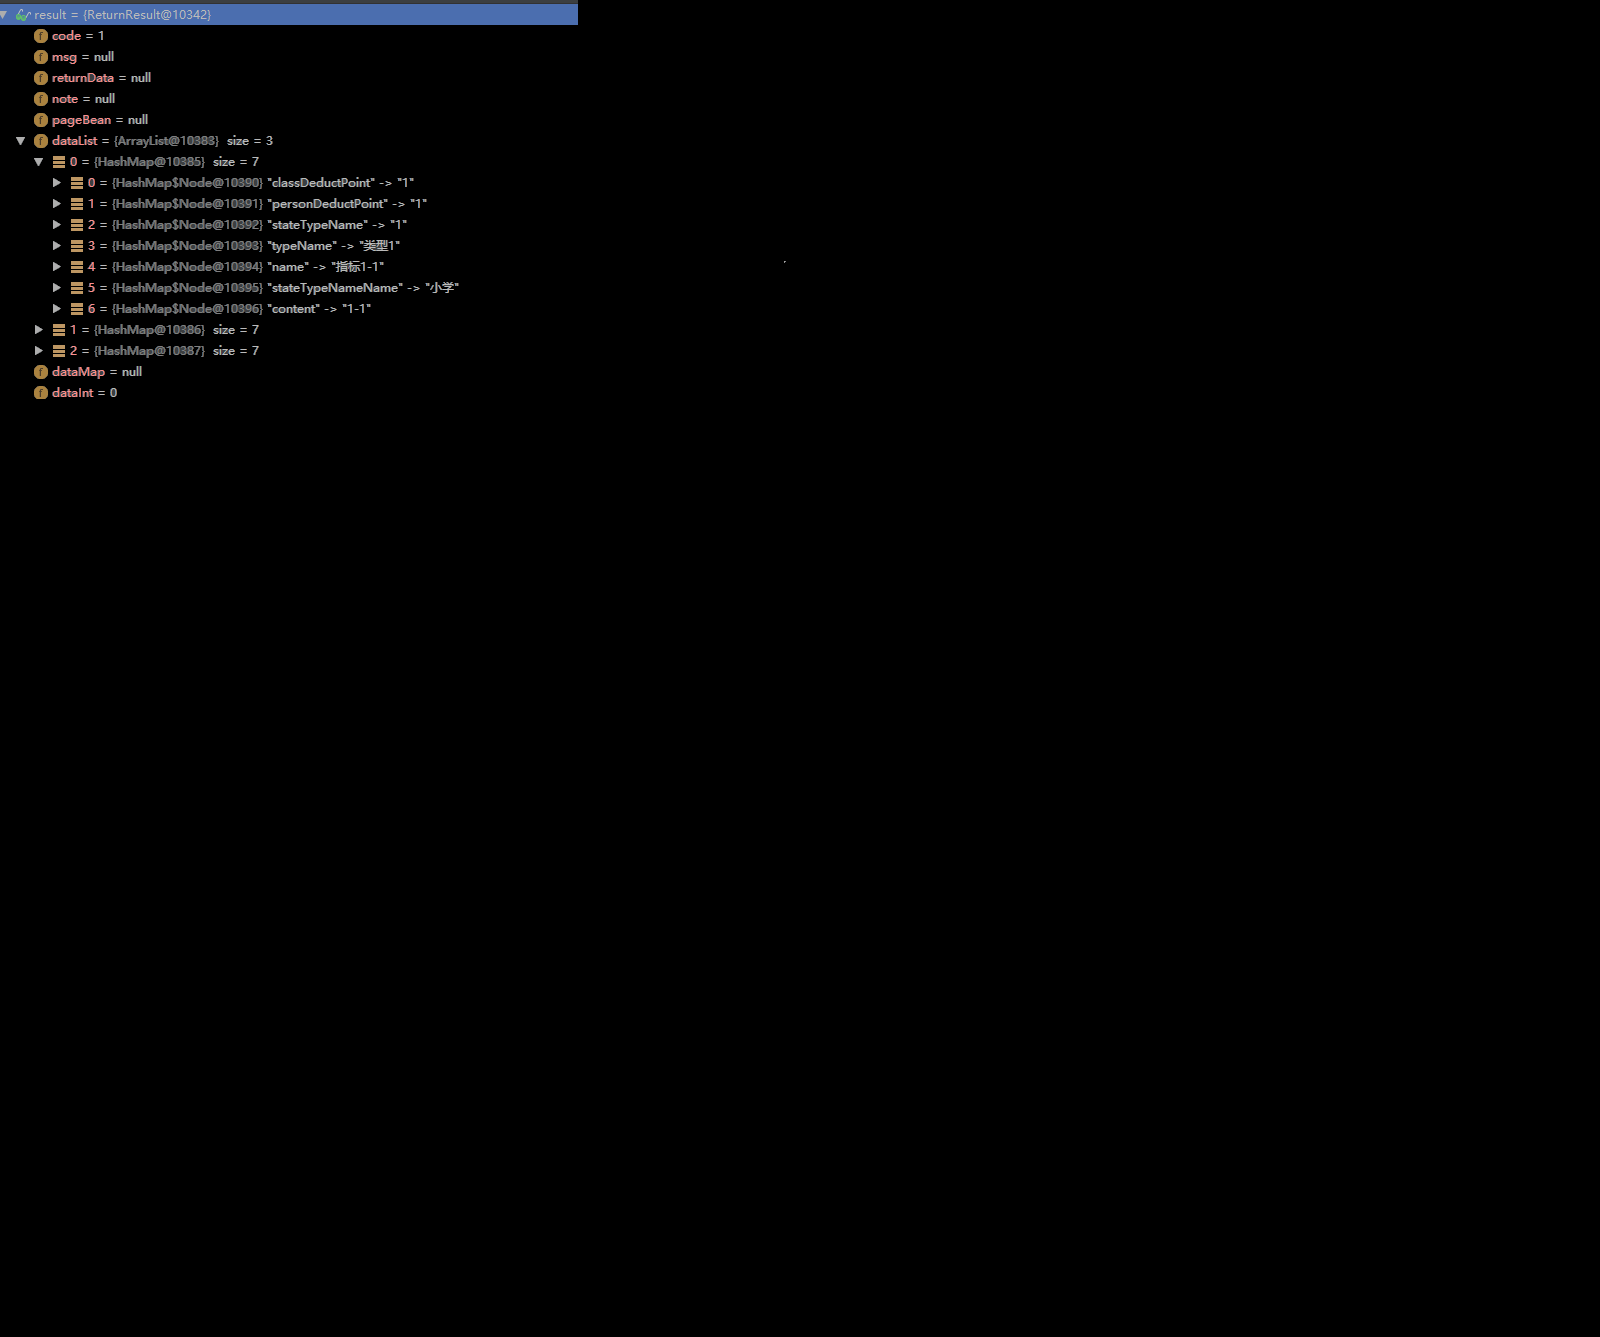 result = {ReturnResult@10342}
code = 1
msg = null
returnData = null
note = null
pageBean = null
dataList = {ArrayList@10383} size = 3
0 = {HashMap@10385} size = 7
0 = {HashMap$Node@10390} "classDeductPoint" -> "1"
1 = {HashMap$Node@10391} "personDeductPoint" -> "1"
2 = {HashMap$Node@10392} "stateTypeName" -> "1"
3 = {HashMap$Node@10393} "typeName" -> "类型1"
4 = {HashMap$Node@10394} "name" -> "指标1-1"
5 = {HashMap$Node@10395} "stateTypeNameName" -> "小学"
6 = {HashMap$Node@10396} "content" -> "1-1"
1 = {HashMap@10386} size = 7
2 = {HashMap@10387} size = 7
dataMap = null
dataInt = 0